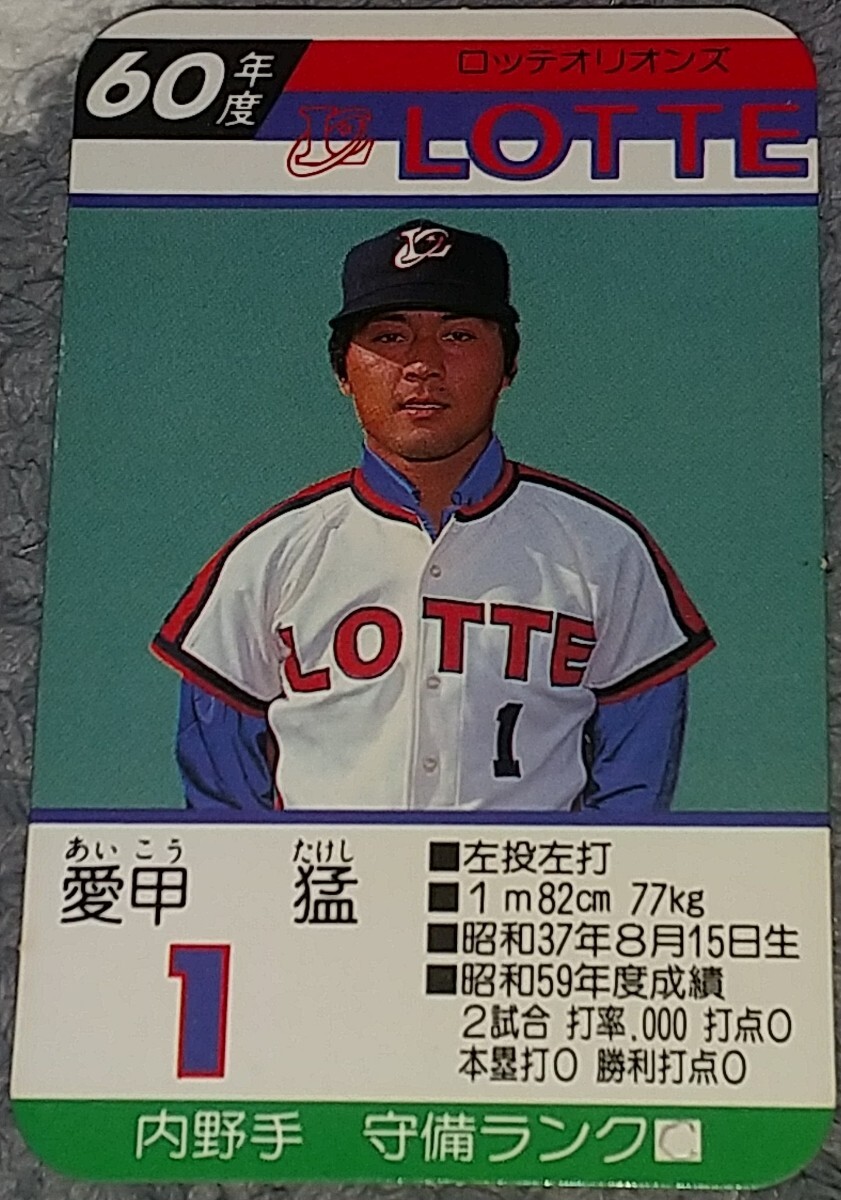 60年度
ロッテオリオンズ
LOTTE
LOTTE
1
あいこう たけし
愛甲 猛
1
■左投左打
■1m82cm 77kg
■昭和37年8月15日生
■昭和59年度成績
2試合 打率.000 打点0
本塁打0 勝利打点0
内野手 守備ランクC